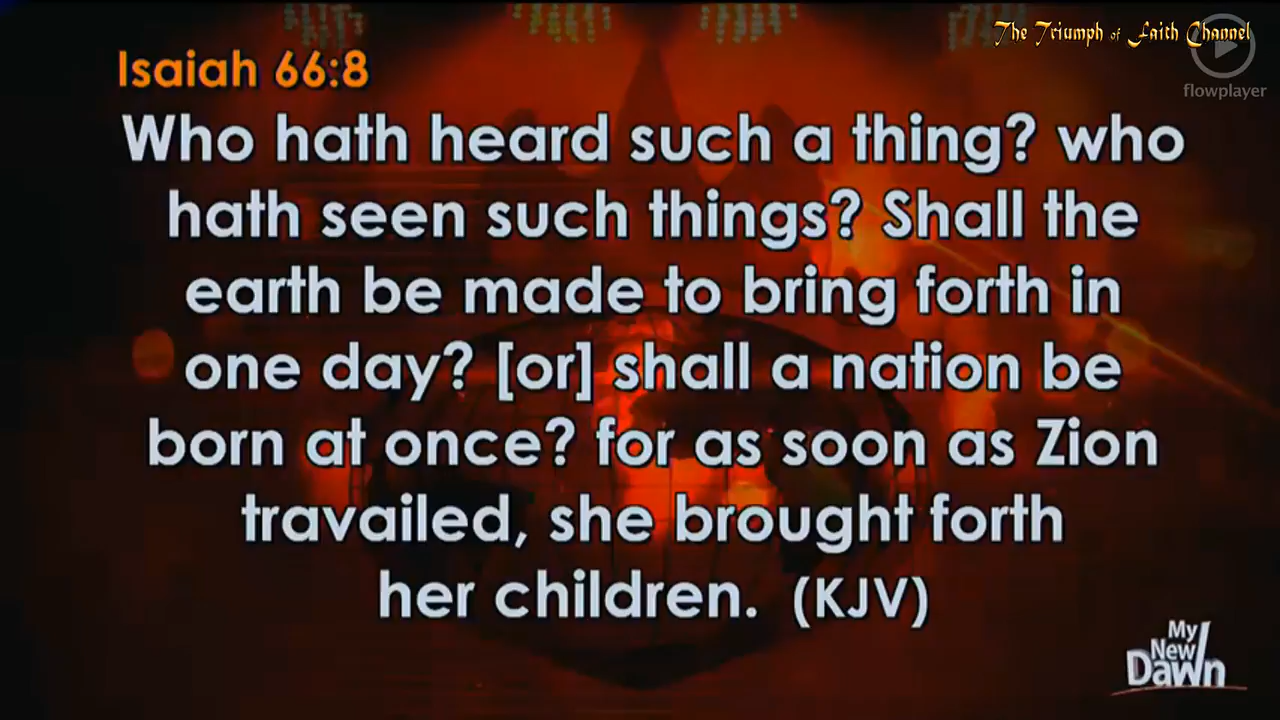 The Triumph of Faith Channel
flowplayer
Isaiah 66:8
Who hath heard such a thing? who
hath seen such things? Shall the
earth be made to bring forth in
one day? [or] shall a nation be
born at once? for as soon as Zion
travailed, she brought forth
her children. (KJV)
My
New
Dawn